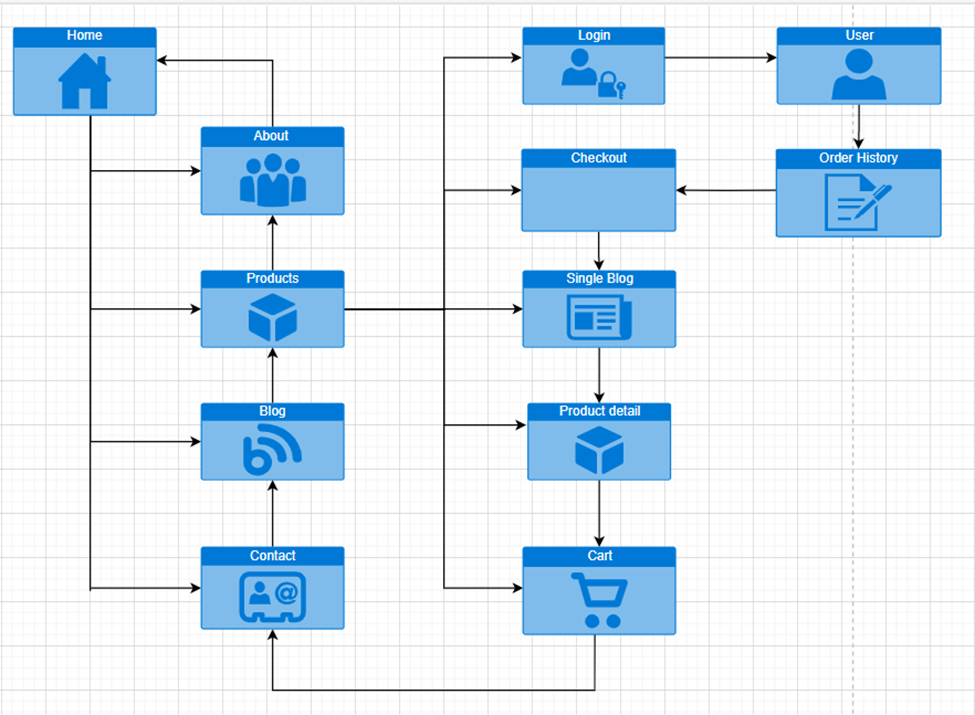 Home
Login
User
About
Checkout
Order History
Products
Single Blog
Blog
Product detail
Contact
Cart